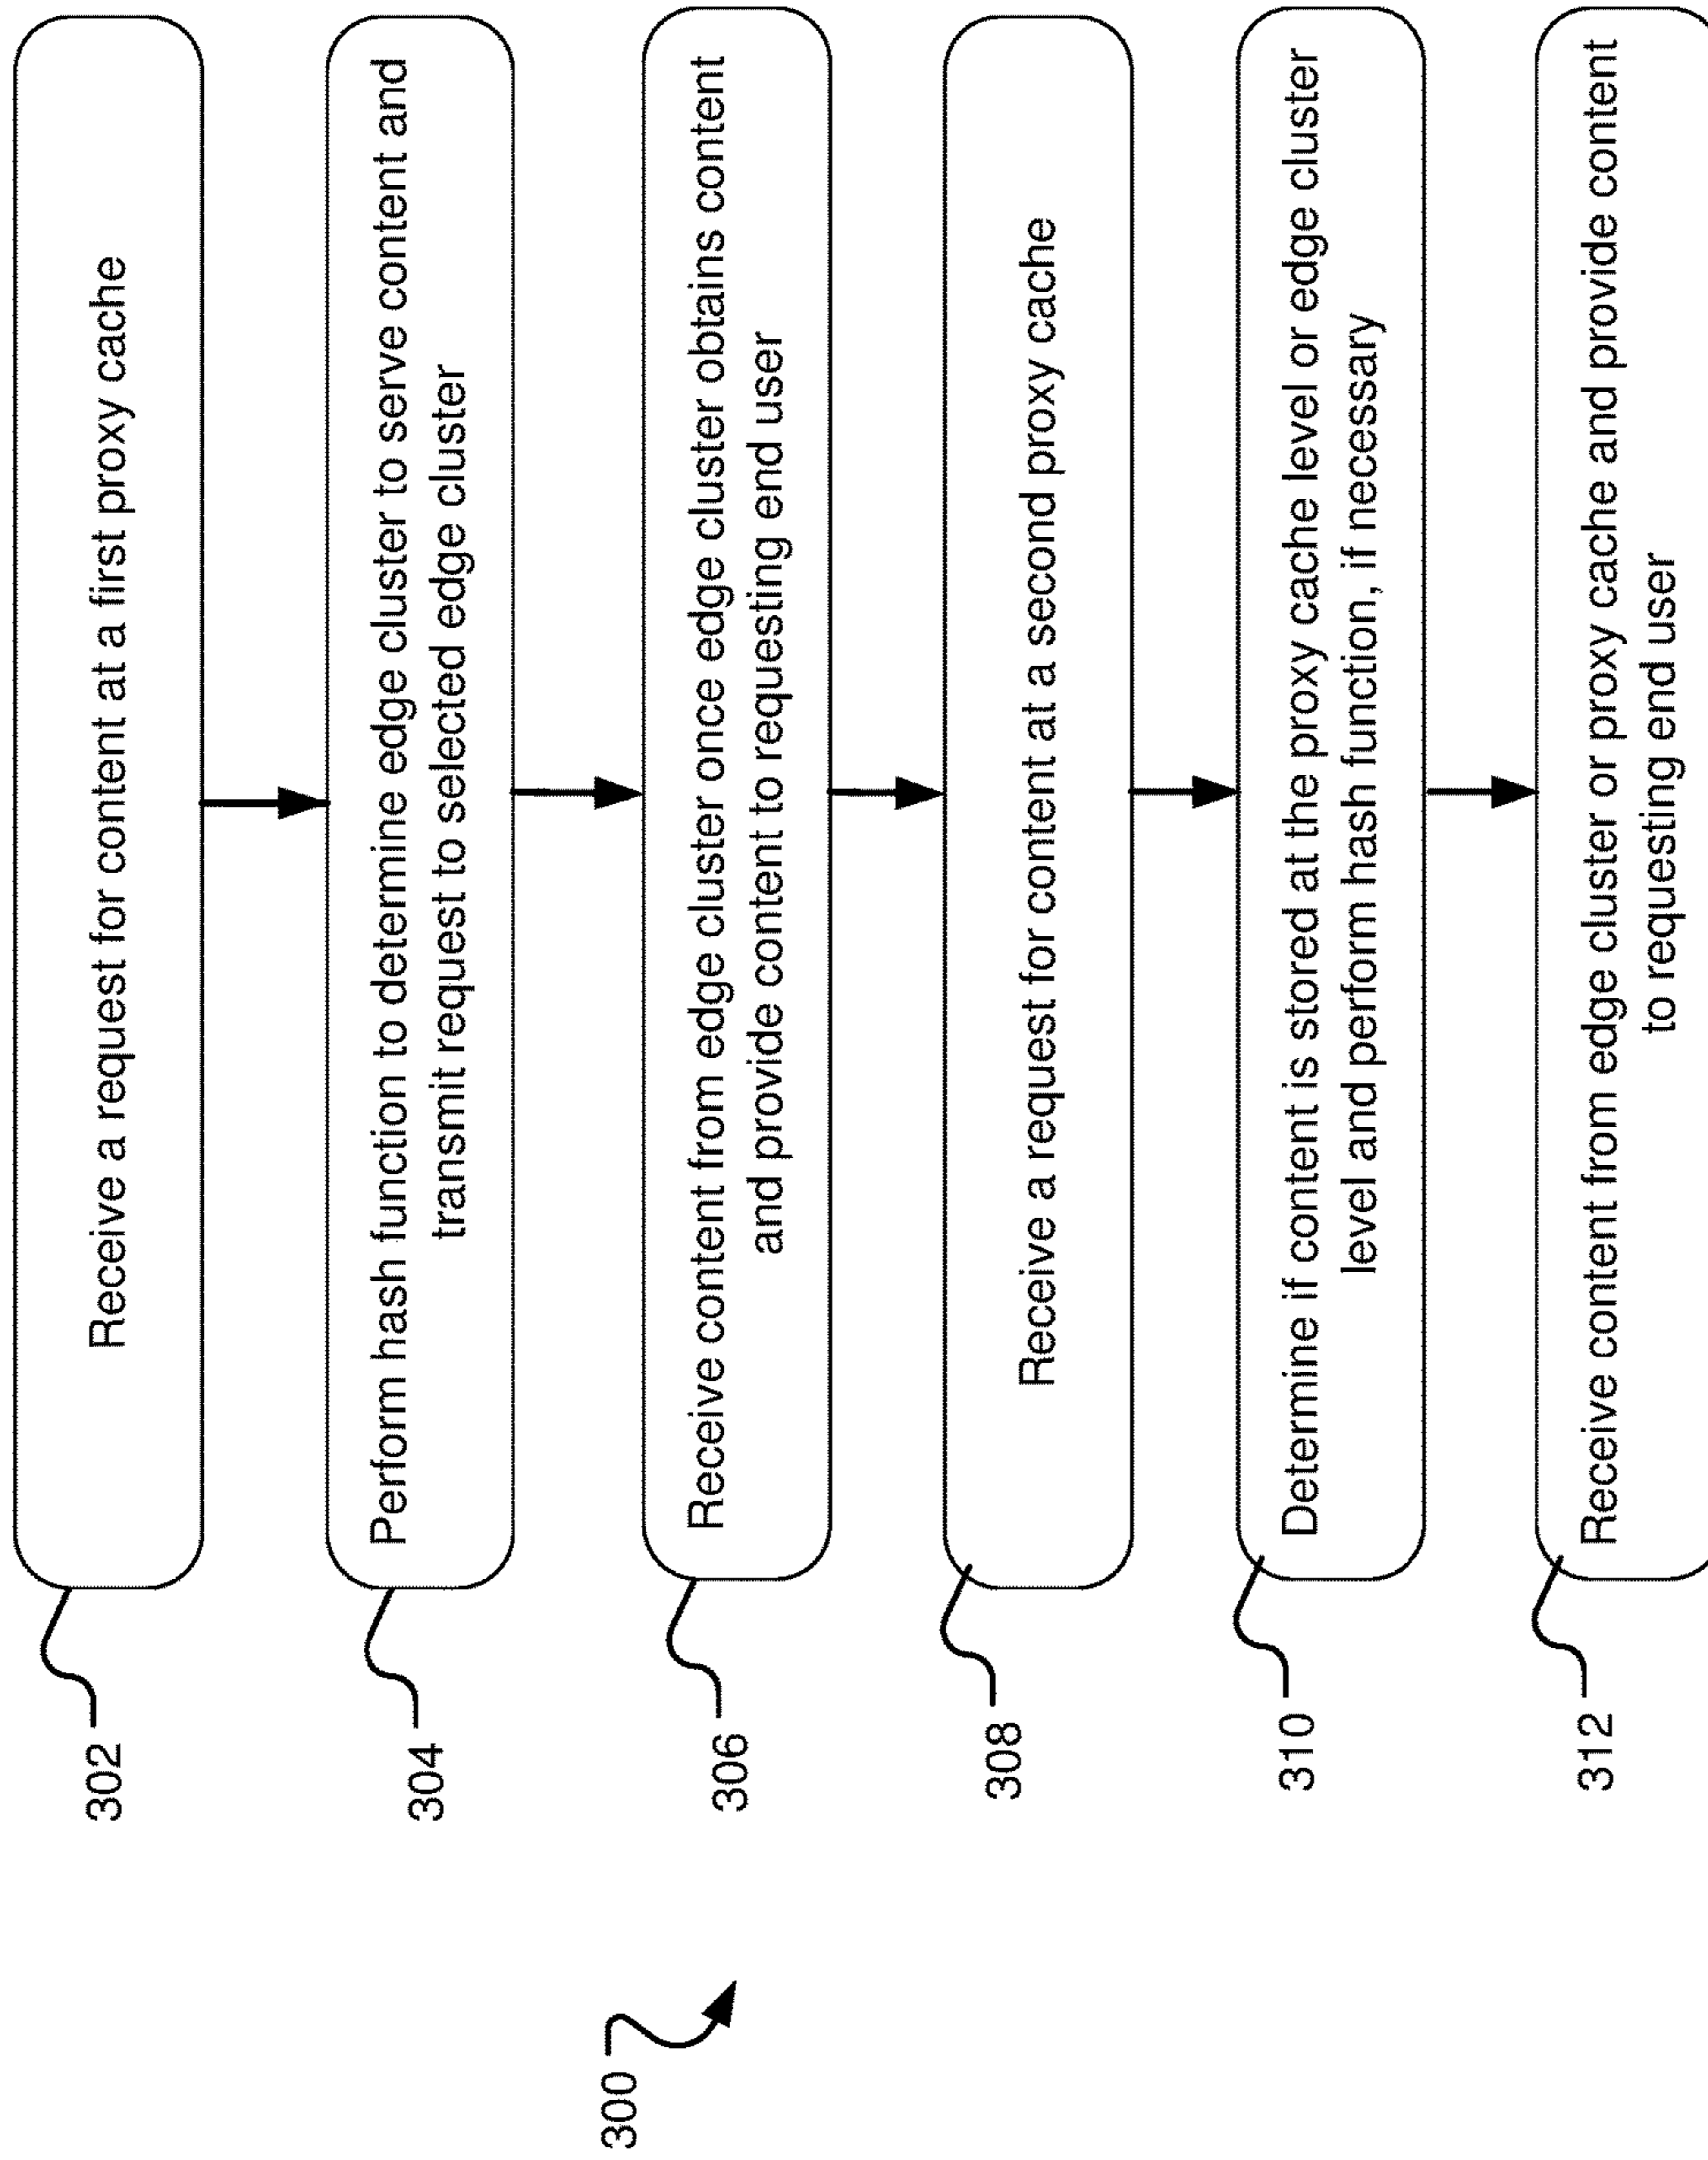 300
302
Receive a request for content at a first proxy cache
304
Perform hash function to determine edge cluster to serve content and
transmit request to selected edge cluster
306
Receive content from edge cluster once edge cluster obtains content
and provide content to requesting end user
308
Receive a request for content at a second proxy cache
310
Determine if content is stored at the proxy cache level or edge cluster
level and perform hash function, if necessary
312
Receive content from edge cluster or proxy cache and provide content
to requesting end user